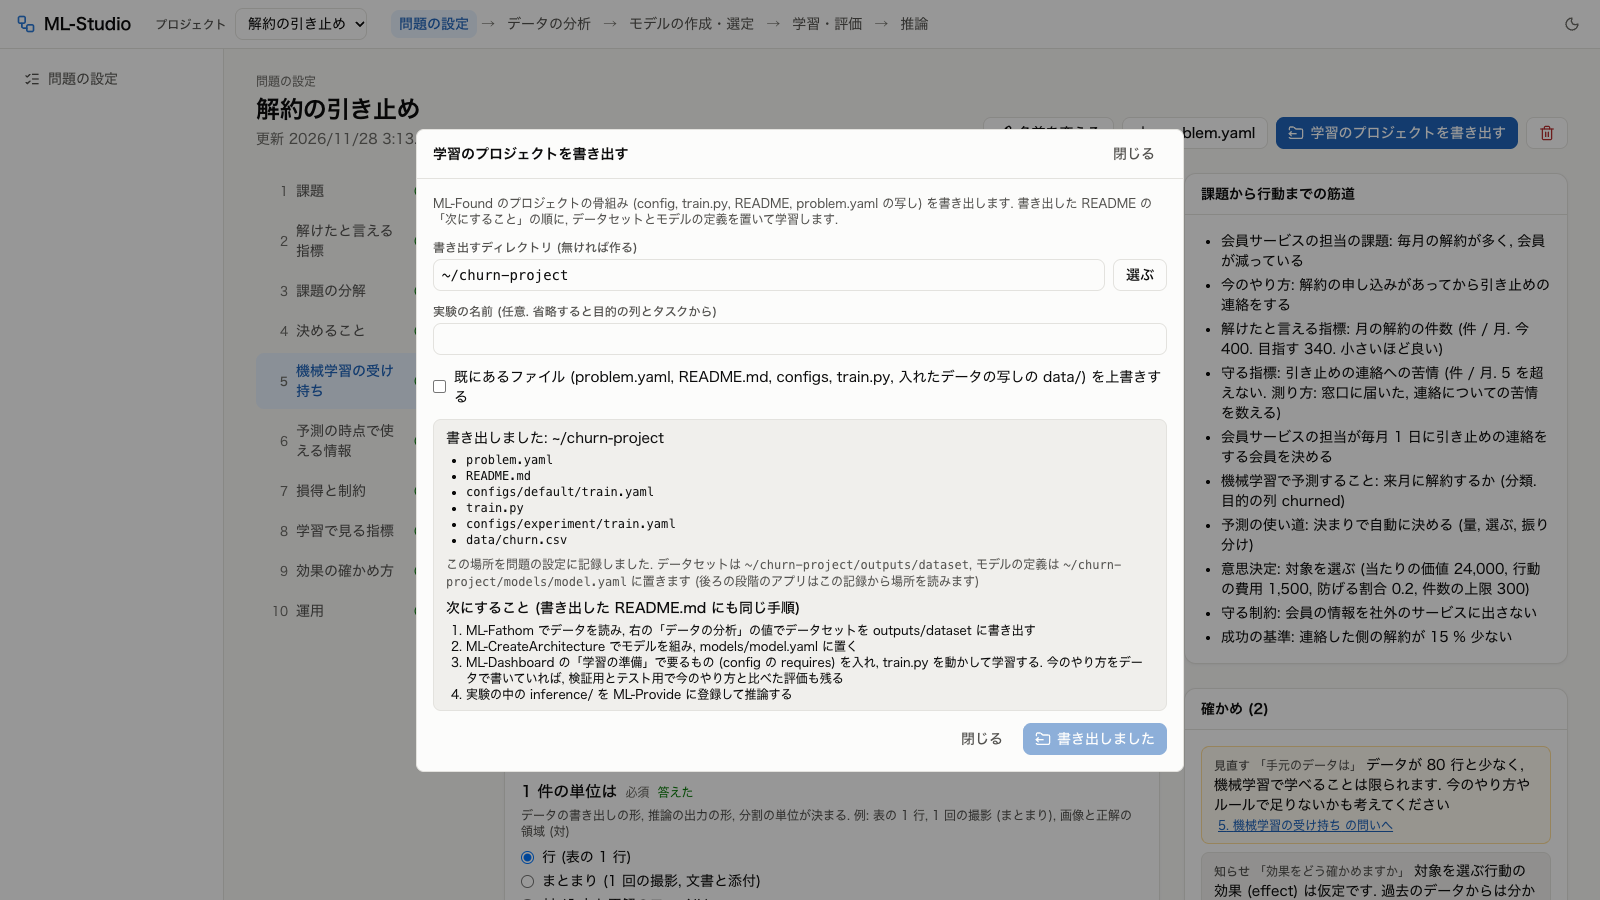 ML-Studio プロジェクト 解約の引き止め 問題の設定 → データの分析 → モデルの作成・選定 → 学習・評価 → 推論
問題の設定
問題の設定
解約の引き止め
更新 2026/11/28 3:13
blem.yaml
学習のプロジェクトを書き出す
1 課題
2 解けたと言える
指標
3 課題の分解
4 決めること
5 機械学習の受け
持ち
6 予測の時点で使
える情報
7 損得と制約
8 学習で見る指標
9 効果の確かめ方
10 運用
学習のプロジェクトを書き出す 閉じる
ML-Found のプロジェクトの骨組み (config, train.py, README, problem.yaml の写し) を書き出します. 書き出した README の
「次にすること」の順に, データセットとモデルの定義を置いて学習します.
書き出すディレクトリ (無ければ作る)
~/churn-project 選ぶ
実験の名前 (任意. 省略すると目的の列とタスクから)
既にあるファイル (problem.yaml, README.md, configs, train.py, 入れたデータの写しの data/) を上書きす
る
書き出しました: ~/churn-project
• problem.yaml
• README.md
• configs/default/train.yaml
• train.py
• configs/experiment/train.yaml
• data/churn.csv
この場所を問題の設定に記録しました. データセットは ~/churn-project/outputs/dataset, モデルの定義は ~/churn-
project/models/model.yaml に置きます (後ろの段階のアプリはこの記録から場所を読みます)
次にすること (書き出した README.md にも同じ手順)
1. ML-Fathom でデータを読み, 右の「データの分析」の値でデータセットを outputs/dataset に書き出す
2. ML-CreateArchitecture でモデルを組み, models/model.yaml に置く
3. ML-Dashboard の「学習の準備」で要るもの (config の requires) を入れ, train.py を動かして学習する. 今のやり方をデー
タで書いていれば, 検証用とテスト用で今のやり方と比べた評価も残る
4. 実験の中の inference/ を ML-Provide に登録して推論する
閉じる 書き出しました
1 件の単位は 必須 答えた
データの書き出しの形, 推論の出力の形, 分割の単位が決まる. 例: 表の 1 行, 1 回の撮影 (まとまり), 画像と正解の
領域 (対)
行 (表の 1 行)
まとまり (1 回の撮影, 文書と添付)
課題から行動までの筋道
• 会員サービスの担当の課題: 毎月の解約が多く, 会員
が減っている
• 今のやり方: 解約の申し込みがあってから引き止めの
連絡をする
• 解けたと言える指標: 月の解約の件数 (件 / 月. 今
400. 目指す 340. 小さいほど良い)
• 守る指標: 引き止めの連絡への苦情 (件 / 月. 5 を超
えない. 測り方: 窓口に届いた, 連絡についての苦情
を数える)
• 会員サービスの担当が毎月 1 日に引き止めの連絡を
する会員を決める
• 機械学習で予測すること: 来月に解約するか (分類.
目的の列 churned)
• 予測の使い道: 決まりで自動に決める (量, 選ぶ, 振り
分け)
• 意思決定: 対象を選ぶ (当たりの価値 24,000, 行動
の費用 1,500, 防げる割合 0.2, 件数の上限 300)
• 守る制約: 会員の情報を社外のサービスに出さない
• 成功の基準: 連絡した側の解約が 15 % 少ない
確かめ (2)
見直す 「手元のデータは」 データが 80 行と少なく,
機械学習で学べることは限られます. 今のやり方や
ルールで足りないかも考えてください
5. 機械学習の受け持ち の問いへ
知らせ 「効果をどう確かめますか」 対象を選ぶ行動の
効果 (effect) は仮定です. 過去のデータからは分か